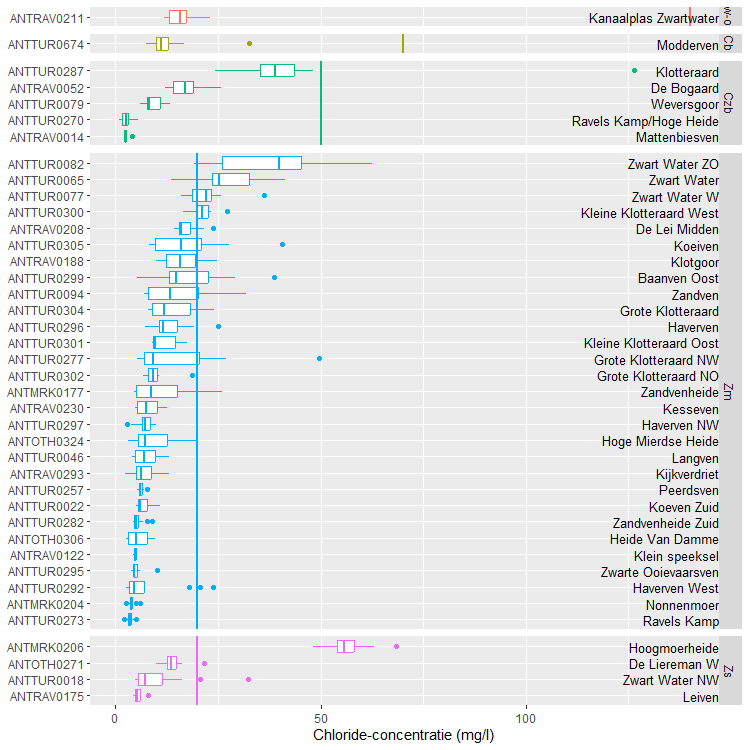 ANTRAV0211 Kanaalplas Zwartwater
ANTTUR0674 Modderven Cb
ANTTUR0287 Klotteraard
ANTRAV0052 De Bogaard
ANTTUR0079 Weversgoor
ANTTUR0270 Ravels Kamp/Hoge Heide
ANTRAV0014 Mattenbiesven
Czb
ANTTUR0082 Zwart Water ZO
ANTTUR0065 Zwart Water
ANTTUR0077 Zwart Water W
ANTTUR0300 Kleine Klotteraard West
ANTRAV0208 De Lei Midden
ANTTUR0305 Koeiven
ANTRAV0188 Klotgoor
ANTTUR0299 Baanven Oost
ANTTUR0094 Zandven
ANTTUR0304 Grote Klotteraard
ANTTUR0296 Haverven
ANTTUR0301 Kleine Klotteraard Oost
ANTTUR0277 Grote Klotteraard NW
ANTTUR0302 Grote Klotteraard NO
ANTMRK0177 Zandvenheide
ANTRAV0230 Kesseven
ANTTUR0297 Haverven NW
ANTOTH0324 Hoge Mierdse Heide
ANTTUR0046 Langven
ANTRAV0293 Kijkverdriet
ANTTUR0257 Peerdsven
ANTTUR0022 Koeven Zuid
ANTTUR0282 Zandvenheide Zuid
ANTOTH0306 Heide Van Damme
ANTRAV0122 Klein speeksel
ANTTUR0295 Zwarte Ooievaarsven
ANTTUR0292 Haverven West
ANTMRK0204 Nonnenmoer
ANTTUR0273 Ravels Kamp
Zm
ANTMRK0206 Hoogmoerheide
ANTOTH0271 De Liereman W
ANTTUR0018 Zwart Water NW
ANTRAV0175 Leiven
Zs
0 50 100
Chloride-concentratie (mg/l)